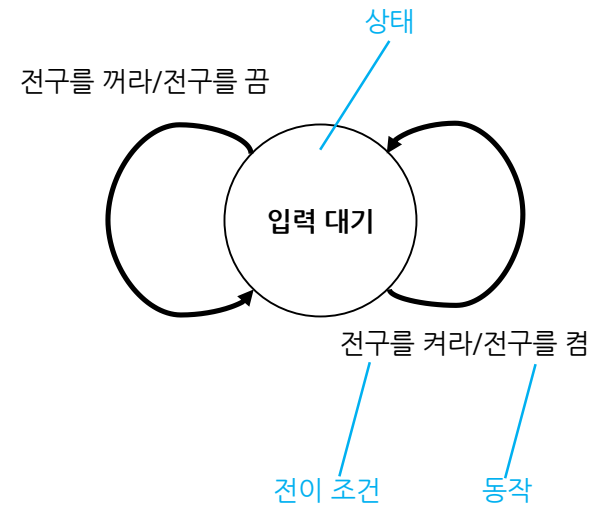 상태
전구를 꺼라/전구를 끔
입력 대기
전구를 켜라/전구를 켬
전이 조건
동작